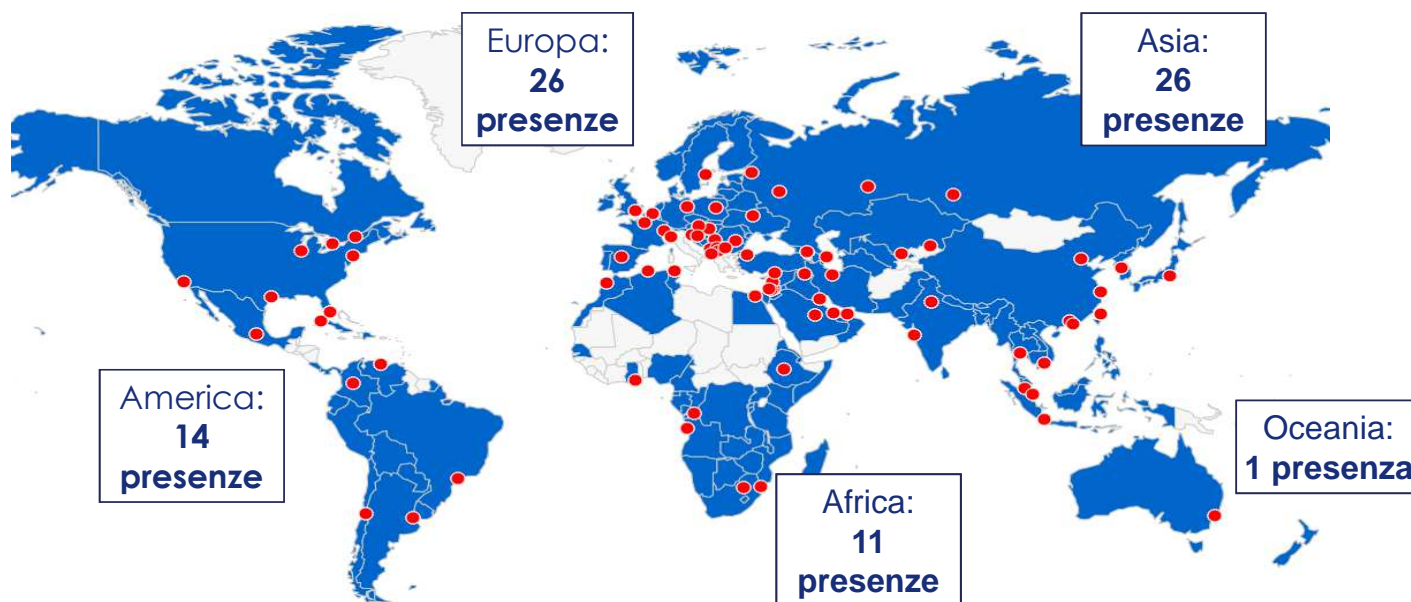 Europa:
26
presenze
Asia:
26
presenze
America:
14
presenze
Africa:
11
presenze
Oceania:
1 presenza